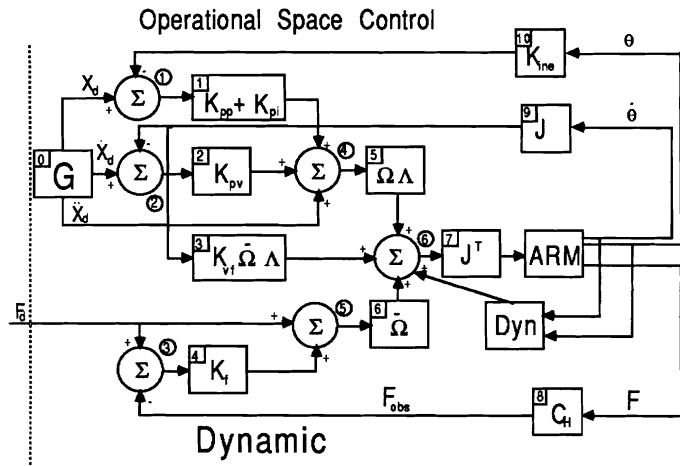 Operational Space Control
10
K_ine
θ
-
①
1
K_pp + K_pi
X_d
Σ
+
9
J
θ̇
Ẋ_d
-
0
G
+
Σ
②
2
K_pv
+
+
④
Σ
+
5
Ω Λ
Ẍ_d
3
K_vf Ω̄ Λ
+
+
⑥
Σ
+
+
7
J^T
ARM
Dyn
F_d
+
⑤
Σ
+
6
Ω̄
+
③
Σ
-
4
K_f
F_obs
8
C_H
F
Dynamic